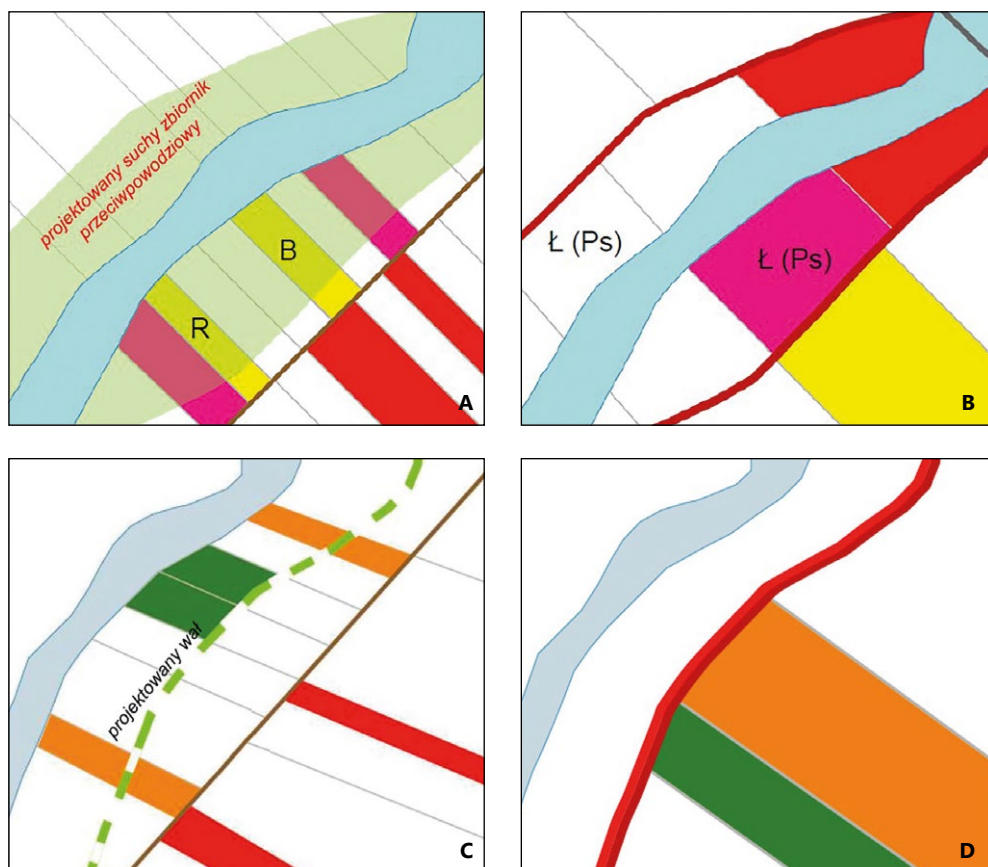 projektowany suchy zbiornik
przeciwpowodziowy
B
R
A
Ł (Ps)
Ł (Ps)
B
projektowany wał
C
D